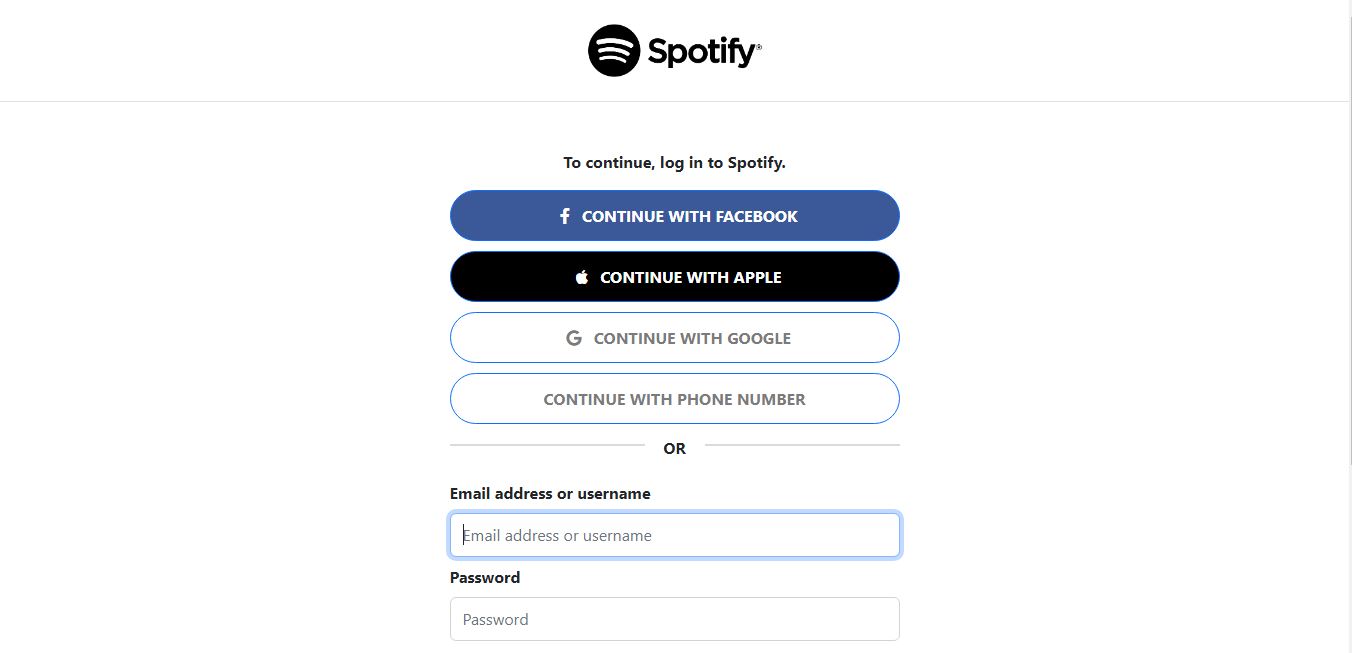 Spotify®
To continue, log in to Spotify.
CONTINUE WITH FACEBOOK
CONTINUE WITH APPLE
CONTINUE WITH GOOGLE
CONTINUE WITH PHONE NUMBER
OR
Email address or username
Email address or username
Password
Password